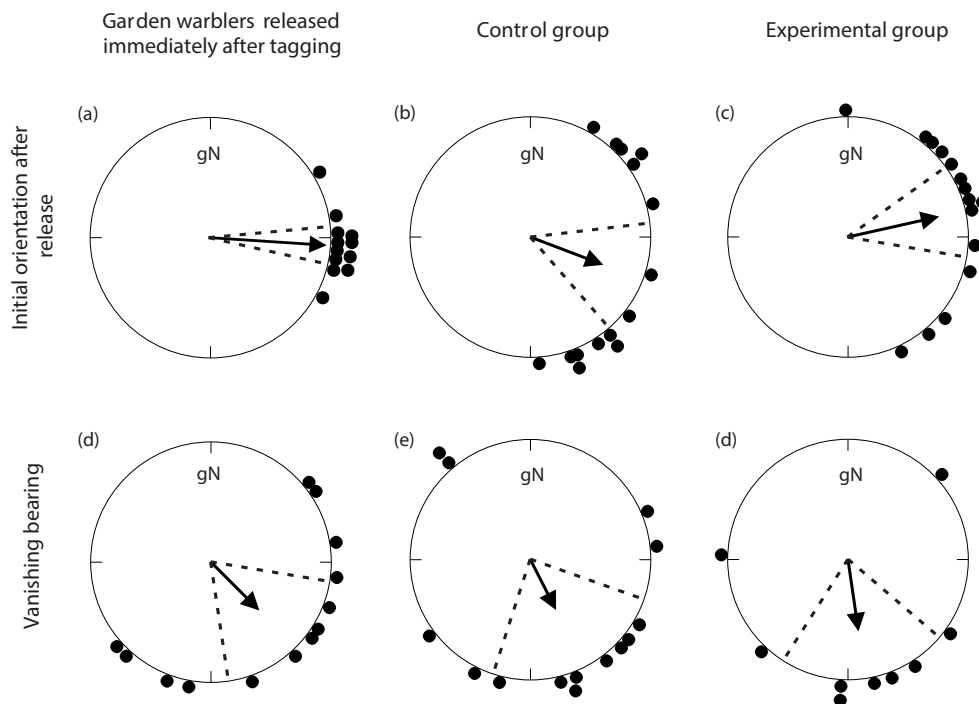 Garden warblers released
immediately after tagging
Control group
Experimental group
Initial orientation after
release
(a)
gN
(b)
gN
(c)
gN
Vanishing bearing
(d)
gN
(e)
gN
(d)
gN